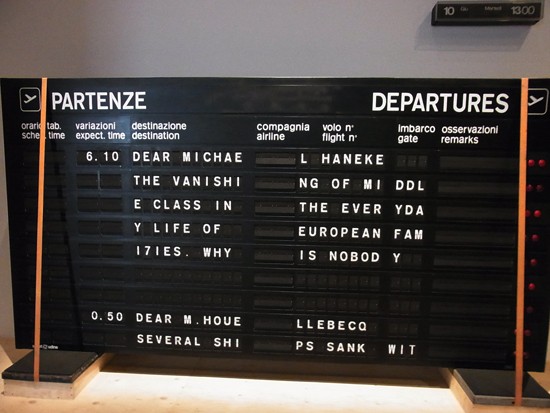 10 Giu Martedì 13 00
PARTENZE DEPARTURES
orario tab. variazioni destinazione compagnia volo n° imbarco osservazioni
sched. time expect. time destination airline flight n° gate remarks
6.10 DEAR MICHAE L HANEKE
THE VANISHI NG OF MI DDL
E CLASS IN THE EVER YDA
Y LIFE OF EUROPEAN FAM
I7IES. WHY IS NOBOD Y
0.50 DEAR M.HOUE LLEBECQ
SEVERAL SHI PS SANK WIT